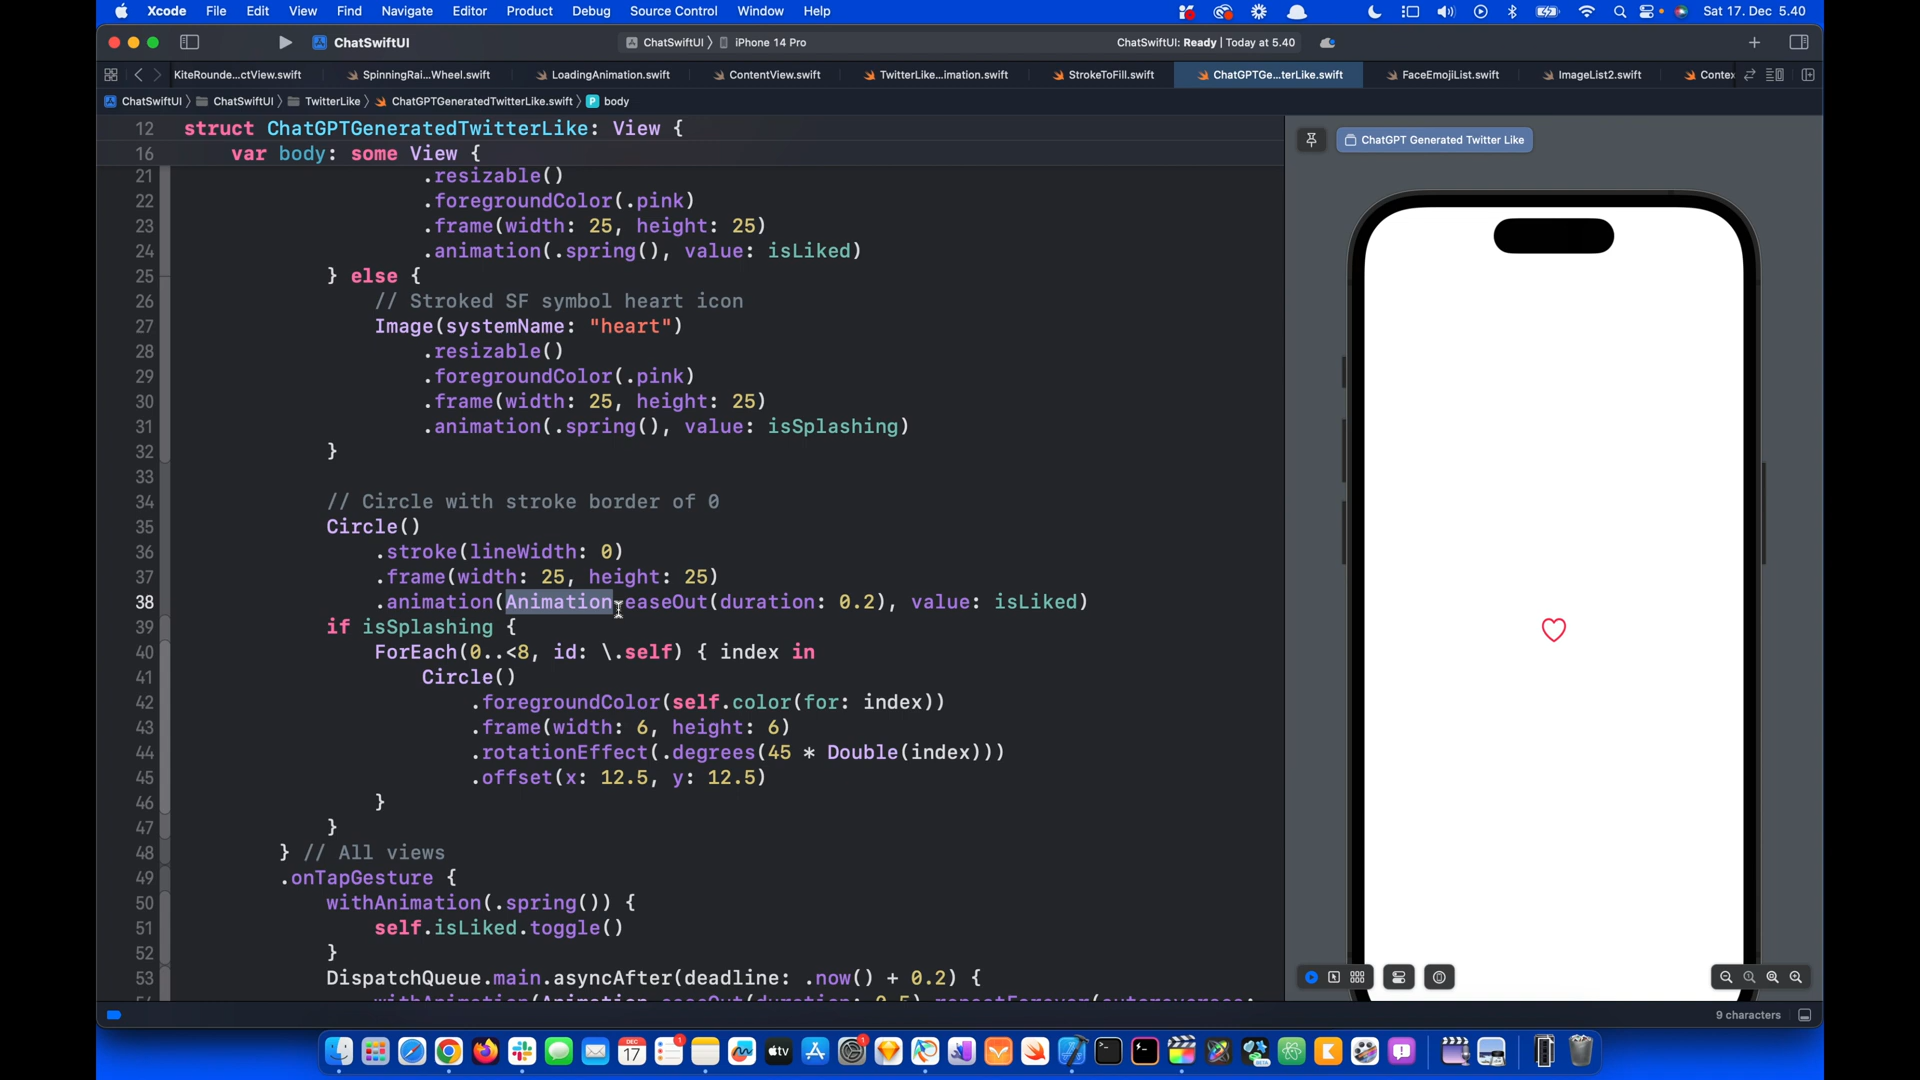 Xcode File Edit View Find Navigate Editor Product Debug Source Control Window Help Sat 17. Dec 5.40
ChatSwiftUI ChatSwiftUI iPhone 14 Pro ChatSwiftUI: Ready | Today at 5.40
KiteRounde...ctView.swift SpinningRai...Wheel.swift LoadingAnimation.swift ContentView.swift TwitterLike...imation.swift StrokeToFill.swift ChatGPTGe...terLike.swift FaceEmojiList.swift ImageList2.swift Contex
ChatSwiftUI ChatSwiftUI TwitterLike ChatGPTGeneratedTwitterLike.swift P body
12 struct ChatGPTGeneratedTwitterLike: View {
16 var body: some View {
21 .resizable()
22 .foregroundColor(.pink)
23 .frame(width: 25, height: 25)
24 .animation(.spring(), value: isLiked)
25 } else {
26 // Stroked SF symbol heart icon
27 Image(systemName: "heart")
28 .resizable()
29 .foregroundColor(.pink)
30 .frame(width: 25, height: 25)
31 .animation(.spring(), value: isSplashing)
32 }
33
34 // Circle with stroke border of 0
35 Circle()
36 .stroke(lineWidth: 0)
37 .frame(width: 25, height: 25)
38 .animation(Animation.easeOut(duration: 0.2), value: isLiked)
39 if isSplashing {
40 ForEach(0..<8, id: \.self) { index in
41 Circle()
42 .foregroundColor(self.color(for: index))
43 .frame(width: 6, height: 6)
44 .rotationEffect(.degrees(45 * Double(index)))
45 .offset(x: 12.5, y: 12.5)
46 }
47 }
48 } // All views
49 .onTapGesture {
50 withAnimation(.spring()) {
51 self.isLiked.toggle()
52 }
53 DispatchQueue.main.asyncAfter(deadline: .now() + 0.2) {
ChatGPT Generated Twitter Like
9 characters
DEC
17
1
tv
1
BETA